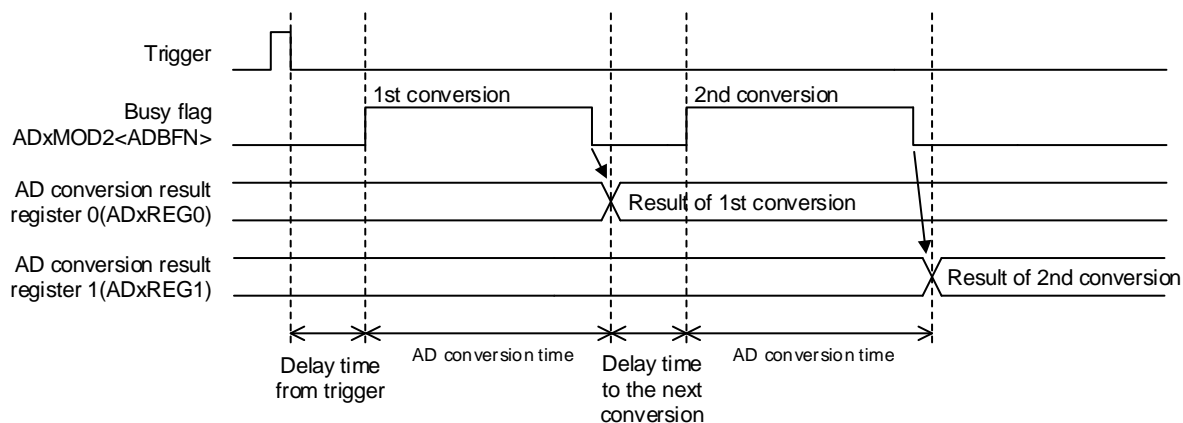 Trigger
1st conversion
2nd conversion
Busy flag
ADxMOD2<ADBFN>
AD conversion result
register 0(ADxREG0)
Result of 1st conversion
AD conversion result
register 1(ADxREG1)
Result of 2nd conversion
Delay time
from trigger
AD conversion time
Delay time
to the next
conversion
AD conversion time